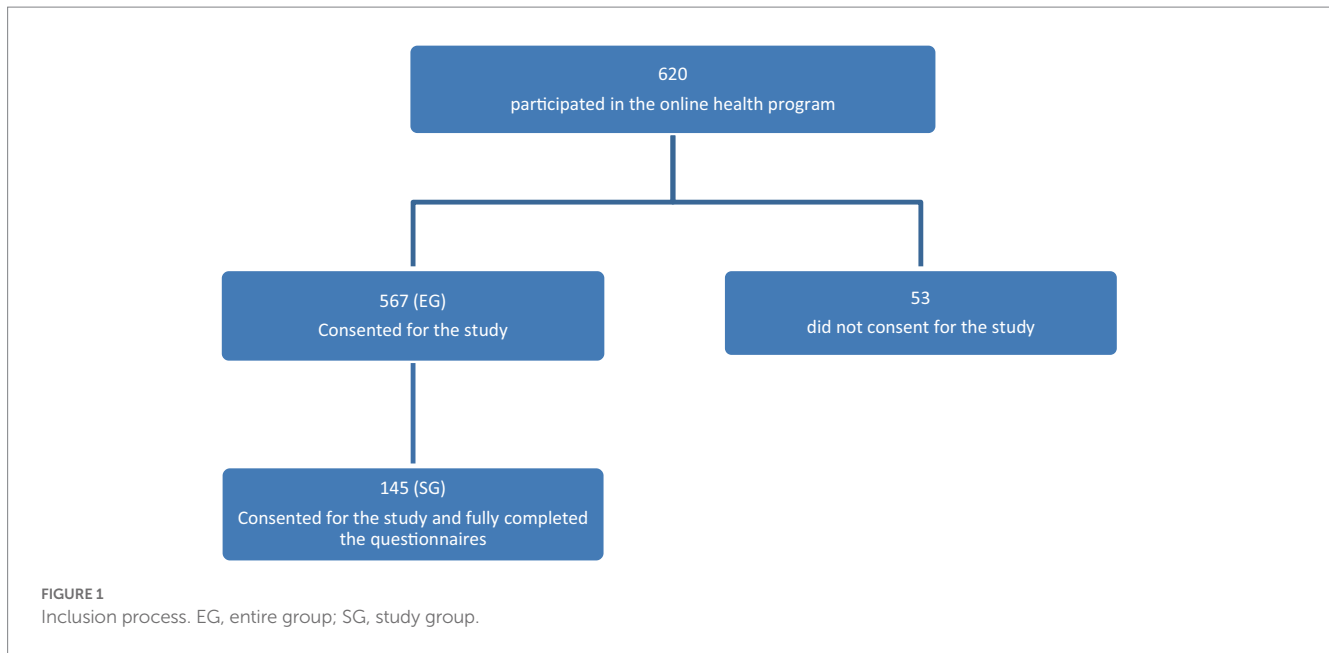 620
participated in the online health program
567 (EG)
Consented for the study
53
did not consent for the study
145 (SG)
Consented for the study and fully completed
the questionnaires
FIGURE 1
Inclusion process. EG, entire group; SG, study group.